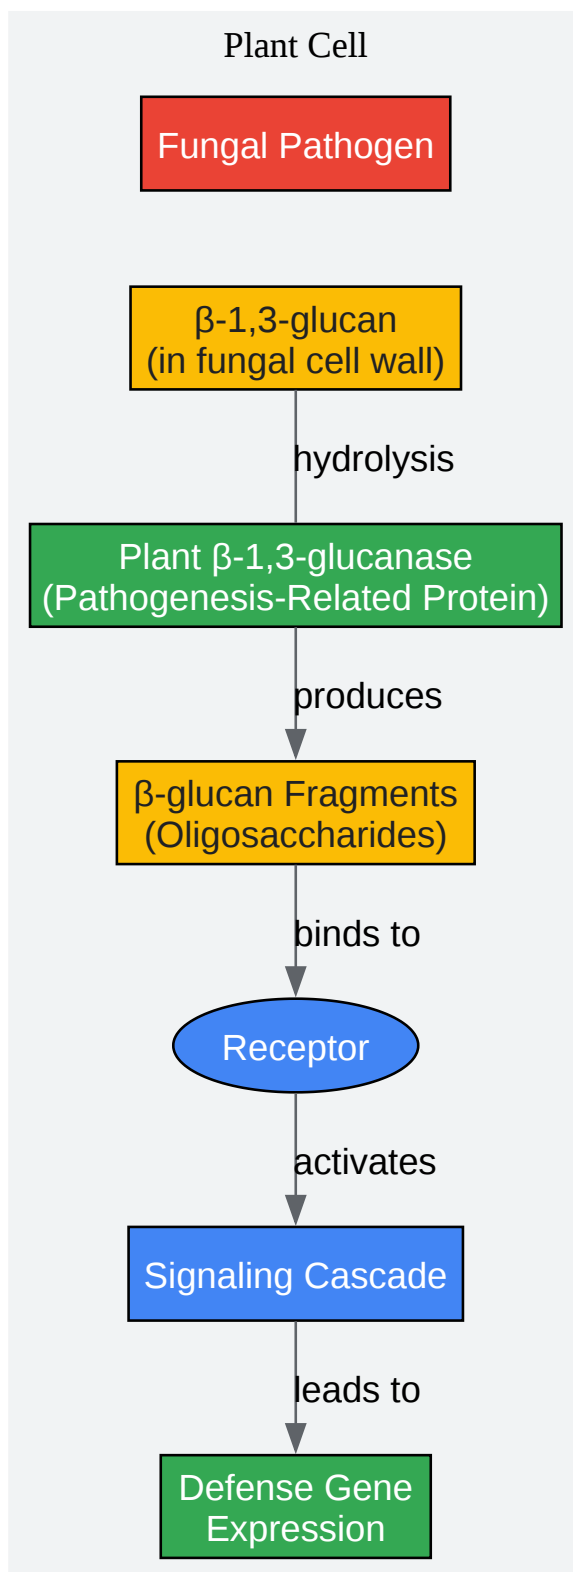 Plant Cell
Fungal Pathogen
β-1,3-glucan
(in fungal cell wall)
hydrolysis
Plant β-1,3-glucanase
(Pathogenesis-Related Protein)
produces
β-glucan Fragments
(Oligosaccharides)
binds to
Receptor
activates
Signaling Cascade
leads to
Defense Gene
Expression